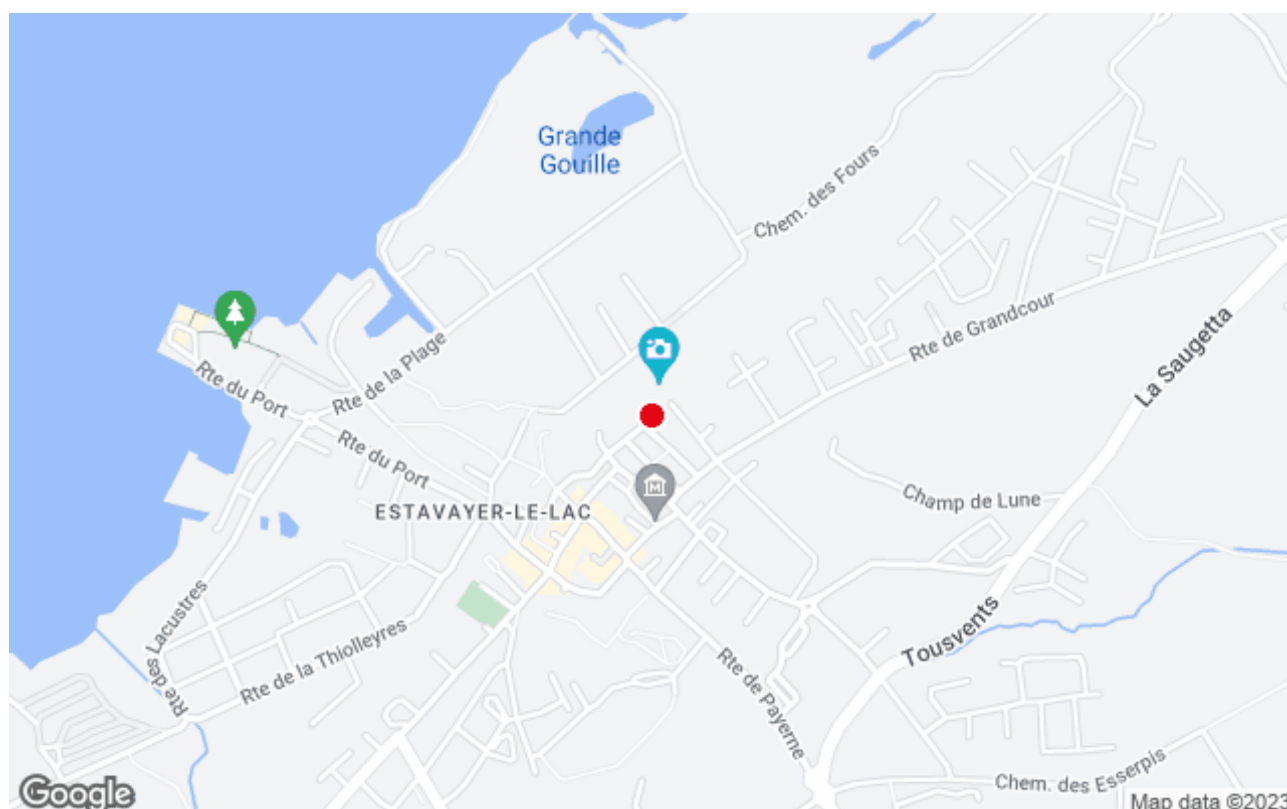 Grande
Gouille
Chem. des Fours
Rte de Grandcour
La Saugetta
Rte de la Plage
Rte du Port
Rte du Port
ESTAVAYER-LE-LAC
Champ de Lune
Rte des Lacustres
Rte de la Thiolleyres
Tousvents
Rte de Payerne
Chem. des Esserpis
Google
Map data ©2023